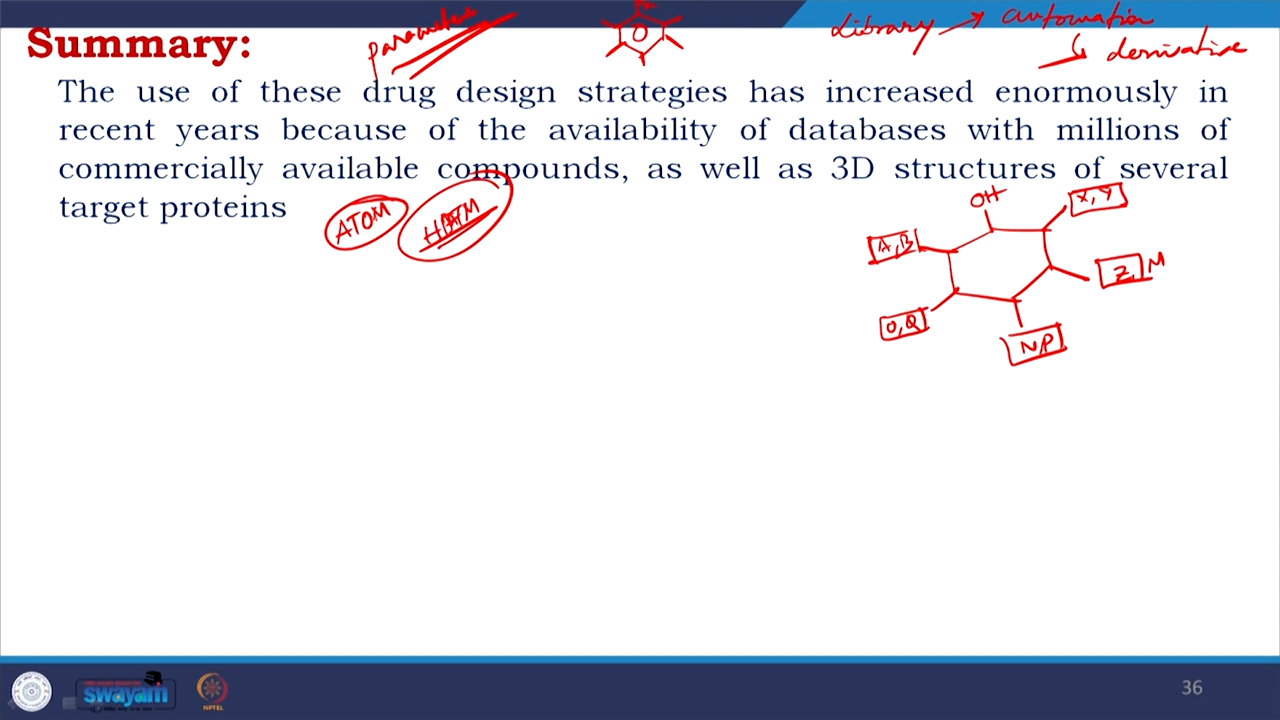 Summary:
parameter
Library → automation
↳ derivative
The use of these drug design strategies has increased enormously in
recent years because of the availability of databases with millions of
commercially available compounds, as well as 3D structures of several
target proteins
ATOM
OH
X, Y
A, B
Z, M
O, Q
N, P
swayam
NPTEL
36